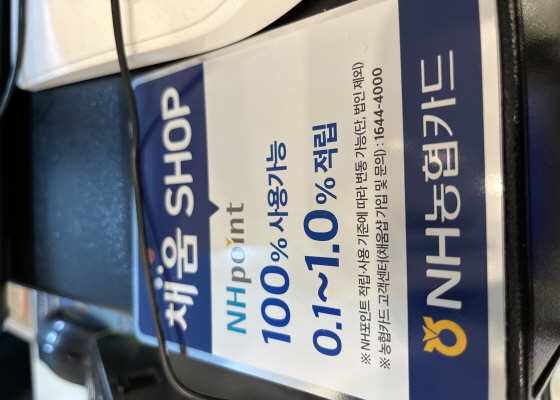 채움 SHOP
NHpoint
100% 사용가능
0.1~1.0% 적립
※ NH포인트 적립·사용 기준에 따라 변동 가능(단, 법인 제외)
※ 농협카드 고객센터(채움샵 가입 및 문의) : 1644-4000
NH농협카드